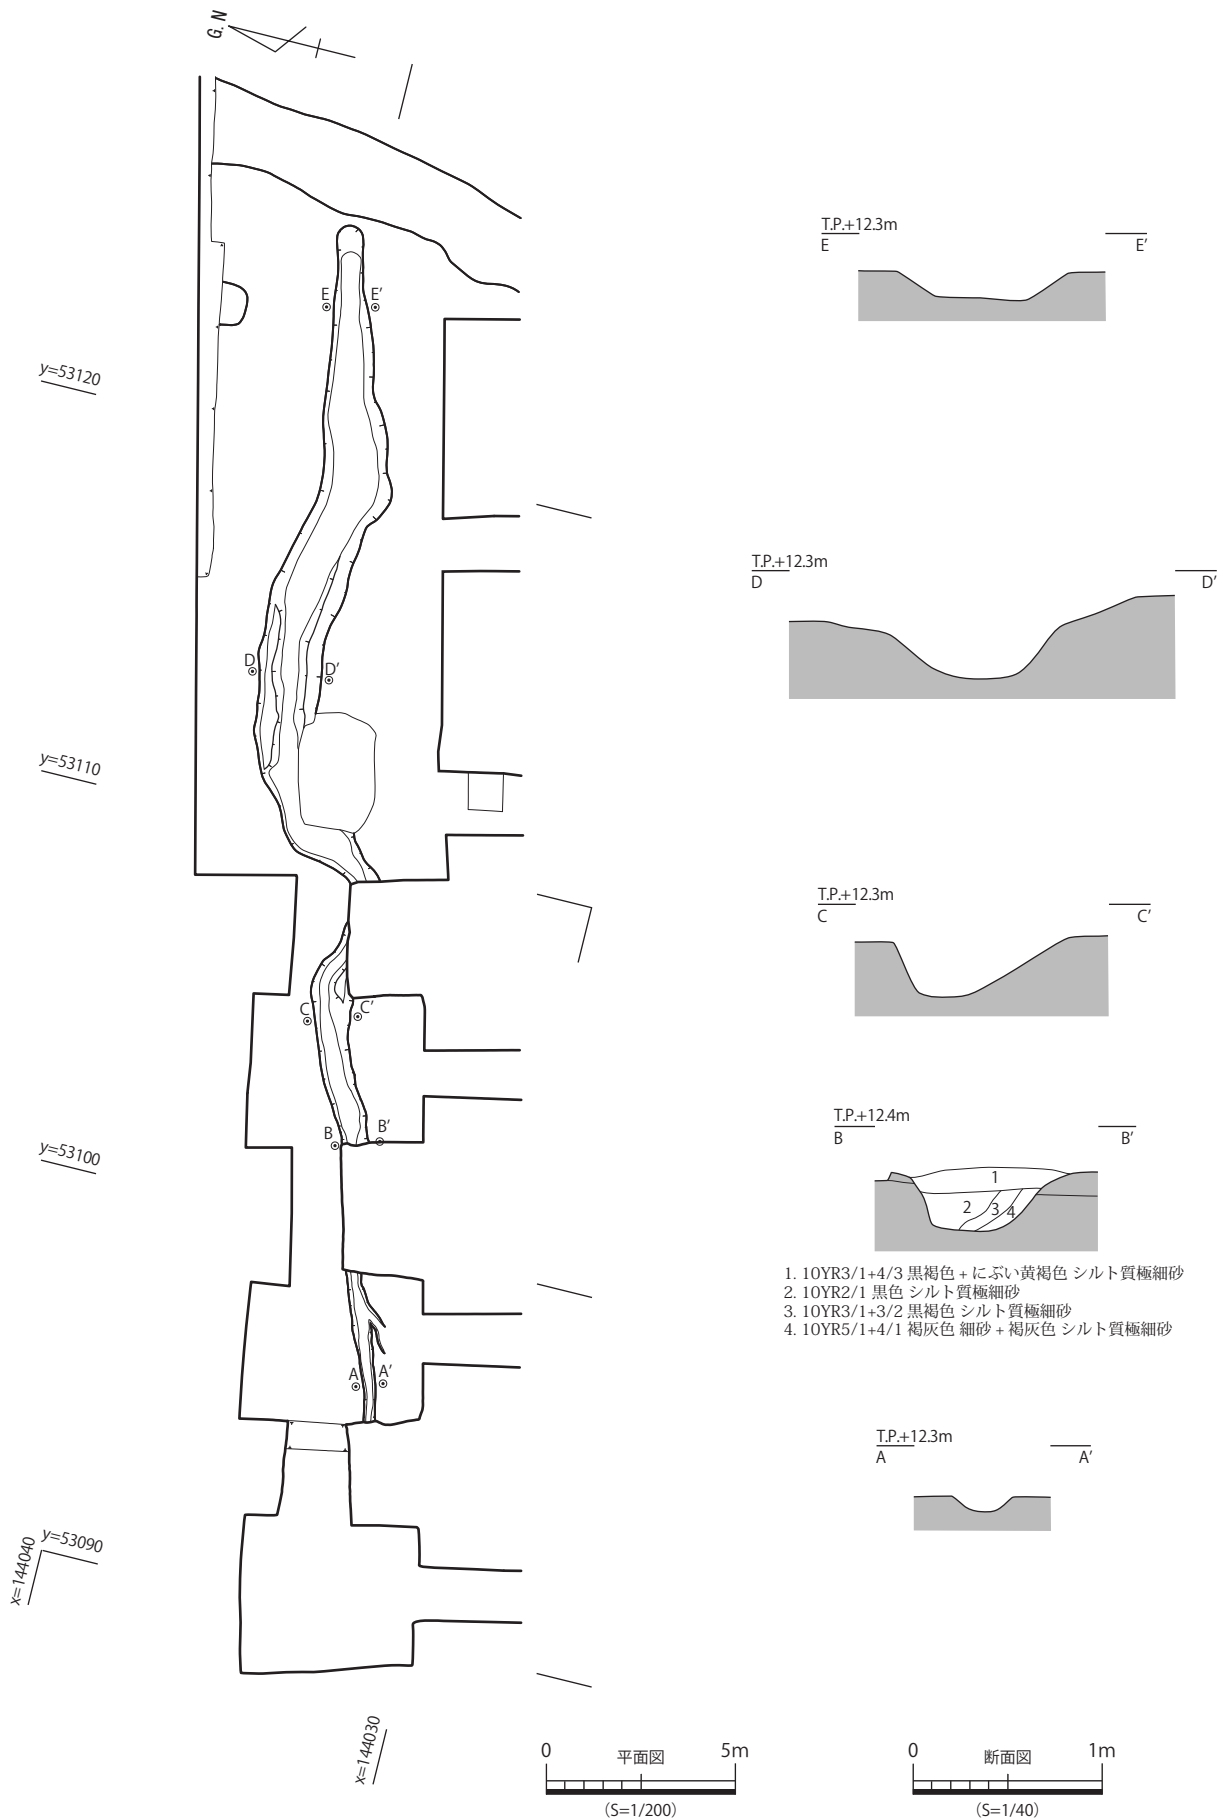 G. N
T.P.+12.3m
E E'
E E'
y=53120
T.P.+12.3m
D D'
D D'
y=53110
T.P.+12.3m
C C'
C C'
T.P.+12.4m
B B'
B B'
y=53100
1
2 3 4
1. 10YR3/1+4/3 黒褐色 + にぶい黄褐色 シルト質極細砂
2. 10YR2/1 黒色 シルト質極細砂
3. 10YR3/1+3/2 黒褐色 シルト質極細砂
4. 10YR5/1+4/1 褐灰色 細砂 + 褐灰色 シルト質極細砂
A A'
T.P.+12.3m
A A'
y=53090
x=144040
x=144030
0 平面図 5m
(S=1/200)
0 断面図 1m
(S=1/40)